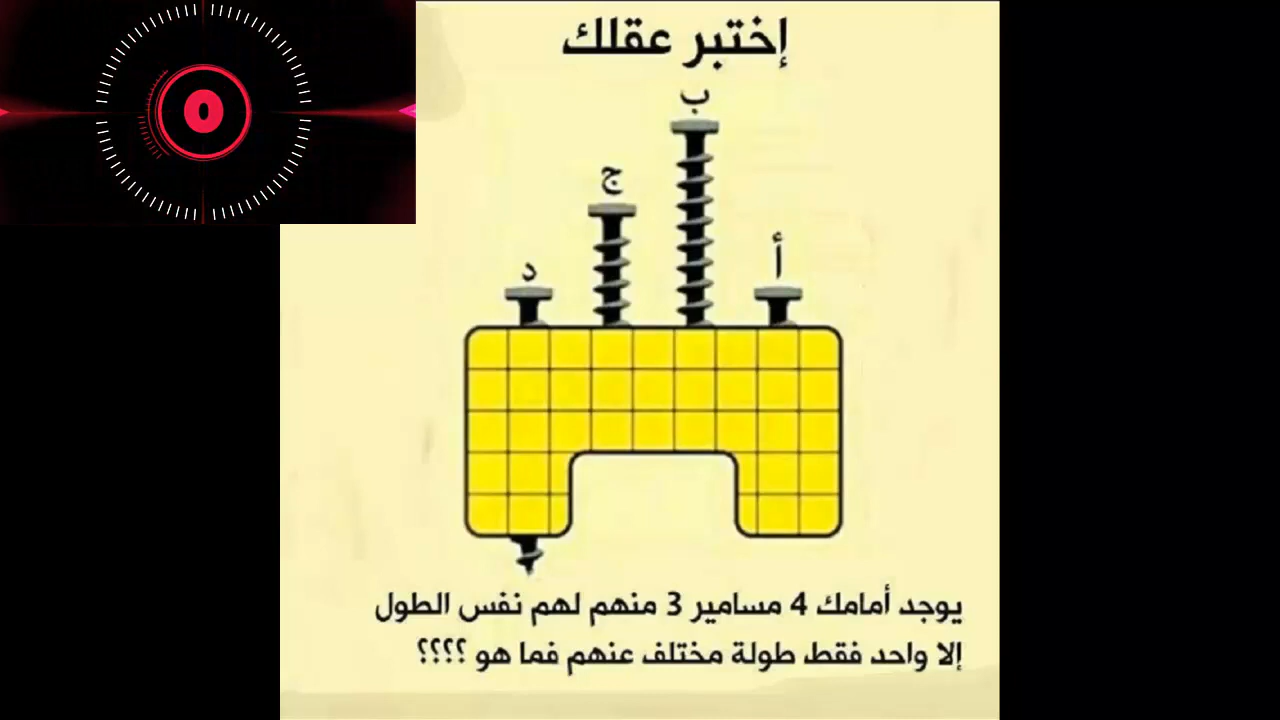 0
إختبر عقلك
ب
ج
أ
د
يوجد أمامك 4 مسامير 3 منهم لهم نفس الطول
إلا واحد فقط طولة مختلف عنهم فما هو ؟؟؟؟